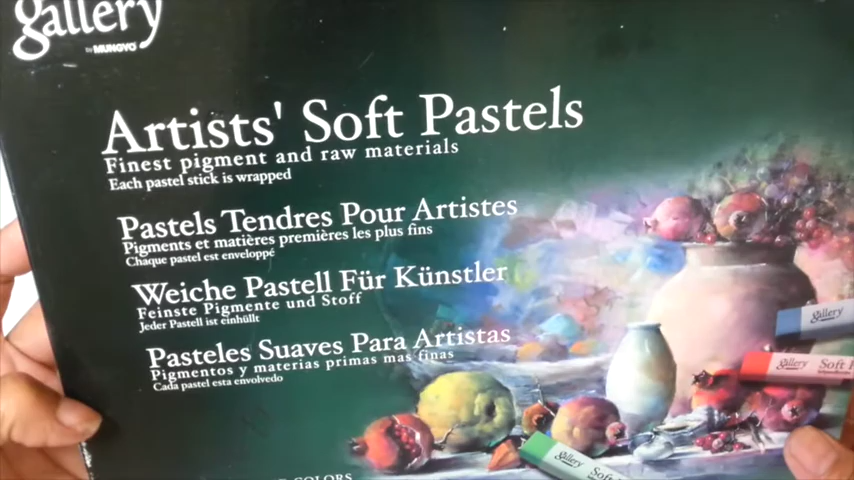 gallery
by MUNGYO
Artists' Soft Pastels
Finest pigment and raw materials
Each pastel stick is wrapped
Pastels Tendres Pour Artistes
Pigments et matières premières les plus fins
Chaque pastel est enveloppé
Weiche Pastell Für Künstler
Feinste Pigmente und Stoff
Jeder Pastell ist einhüllt
Pasteles Suaves Para Artistas
Pigmentos y materias primas mas finas
Cada pastel esta envolvedo
gallery
gallery Soft
gallery Soft
COLORS